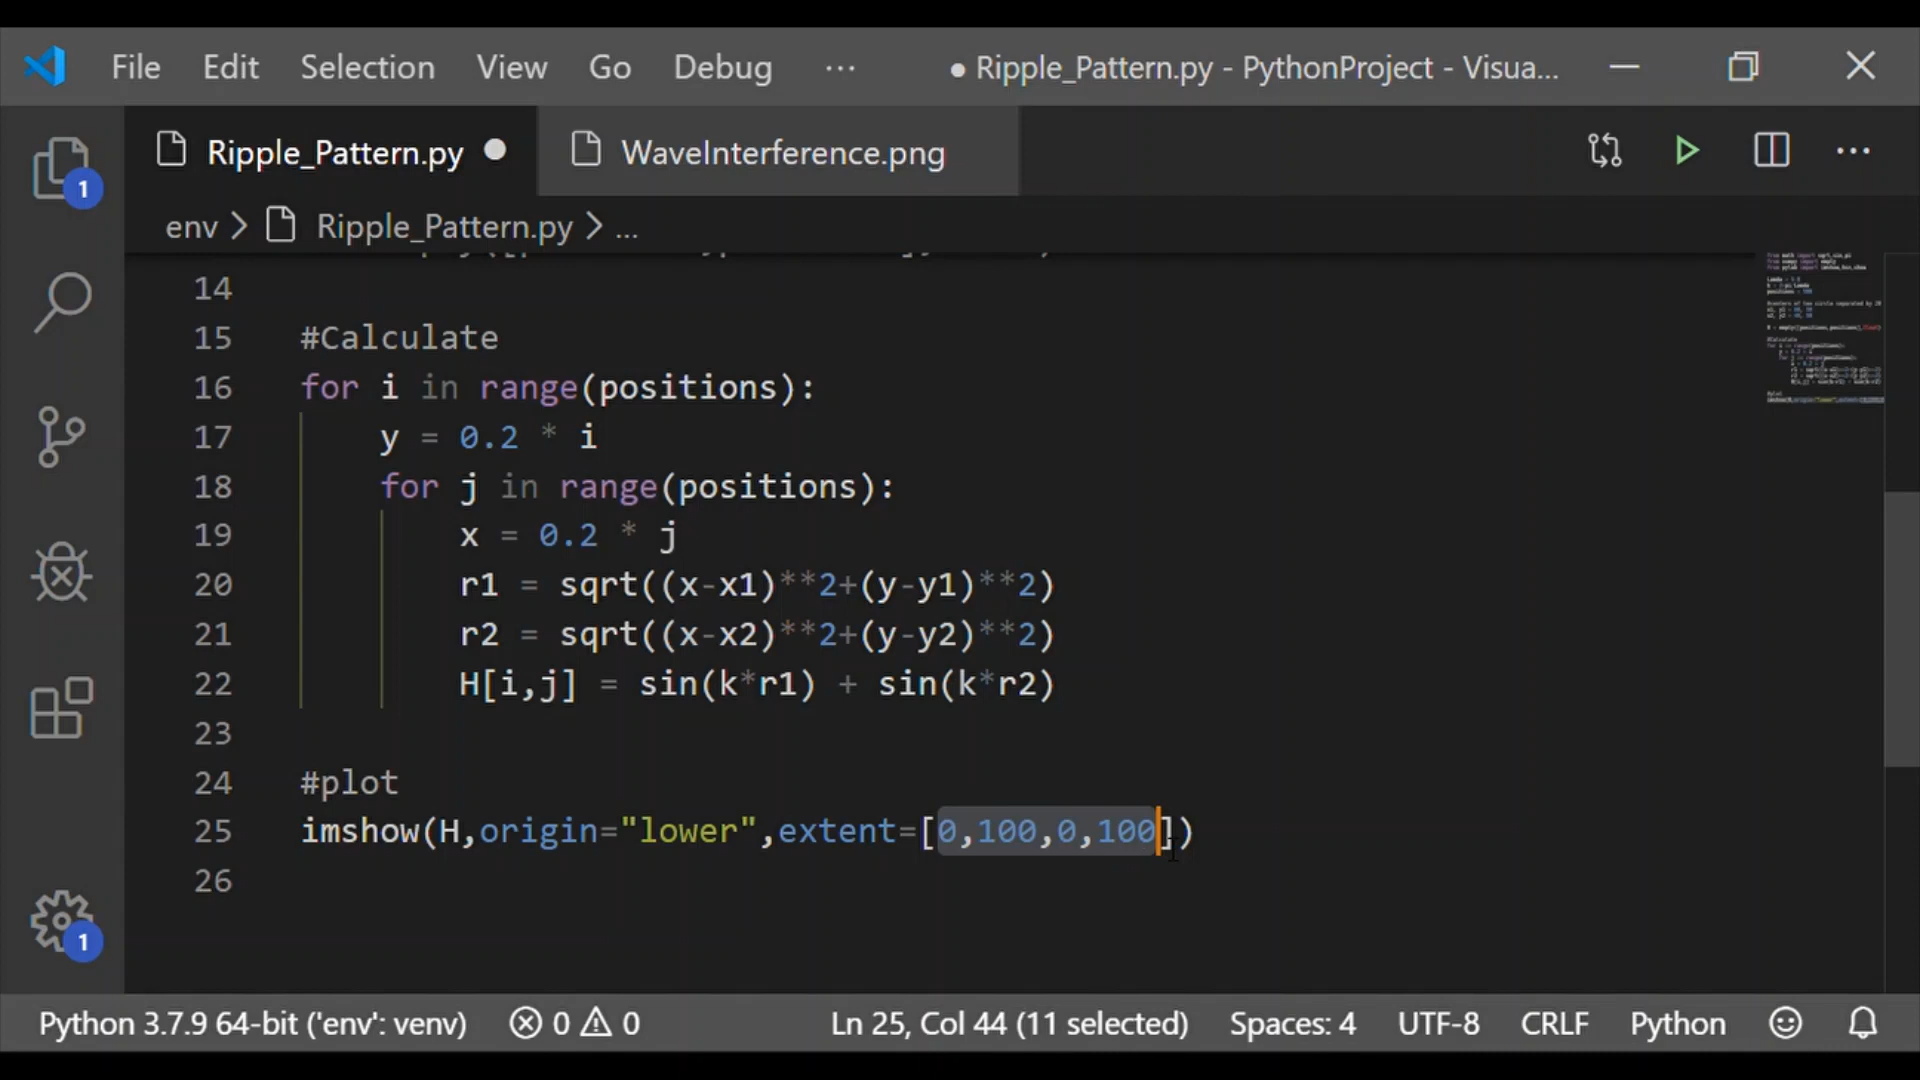 File Edit Selection View Go Debug ··· ● Ripple_Pattern.py - PythonProject - Visua...
Ripple_Pattern.py ● WaveInterference.png
env > Ripple_Pattern.py > ...
14
15 #Calculate
16 for i in range(positions):
17 y = 0.2 * i
18 for j in range(positions):
19 x = 0.2 * j
20 r1 = sqrt((x-x1)**2+(y-y1)**2)
21 r2 = sqrt((x-x2)**2+(y-y2)**2)
22 H[i,j] = sin(k*r1) + sin(k*r2)
23
24 #plot
25 imshow(H,origin="lower",extent=[0,100,0,100])
26
1
1
Python 3.7.9 64-bit ('env': venv) 0 0 Ln 25, Col 44 (11 selected) Spaces: 4 UTF-8 CRLF Python